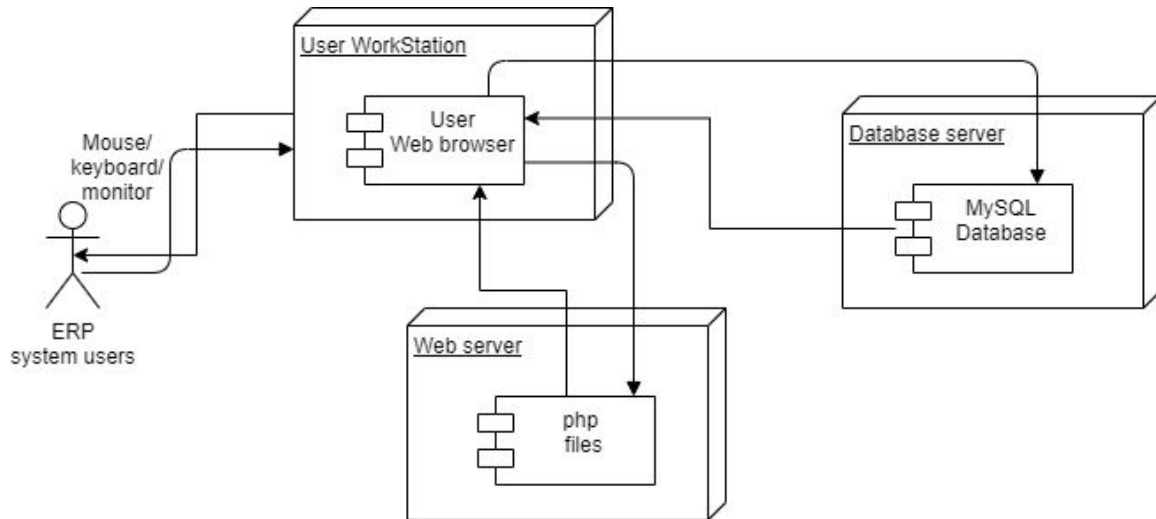 User WorkStation
User
Web browser
Mouse/
keyboard/
monitor
Database server
MySQL
Database
ERP
system users
Web server
php
files